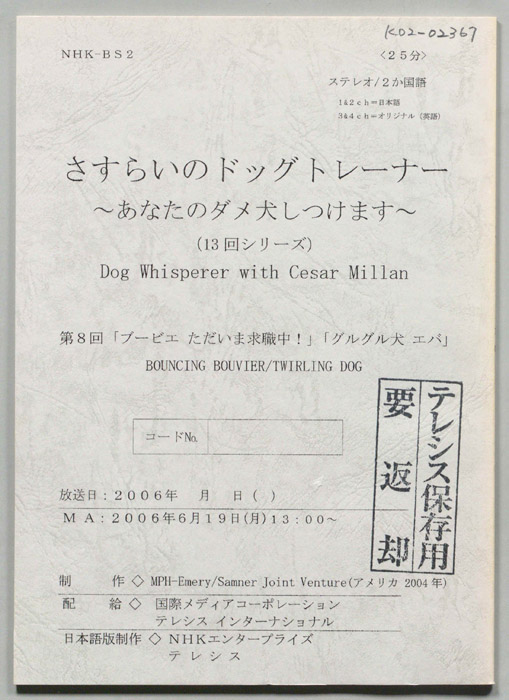 K02-02367
NHK-BS2
〈25分〉
ステレオ/2か国語
1&2ch=日本語
3&4ch=オリジナル（英語）
さすらいのドッグトレーナー
～あなたのダメ犬しつけます～
（13回シリーズ）
Dog Whisperer with Cesar Millan
第8回「ブービエ ただいま求職中！」「グルグル犬 エバ」
BOUNCING BOUVIER/TWIRLING DOG
コードNo.
テレシス保存用
要返却
放送日：2006年　月　日（ ）
MA：2006年6月19日(月)13：00～
制　作◇ MPH-Emery/Samner Joint Venture(アメリカ 2004年)
配　給◇ 国際メディアコーポレーション
テレシス インターナショナル
日本語版制作◇ NHKエンタープライズ
テレシス